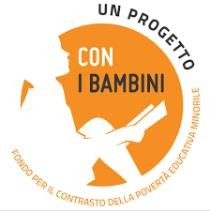 UN PROGETTO
CON
I BAMBINI
FONDO PER IL CONTRASTO DELLA POVERTÀ EDUCATIVA MINORILE